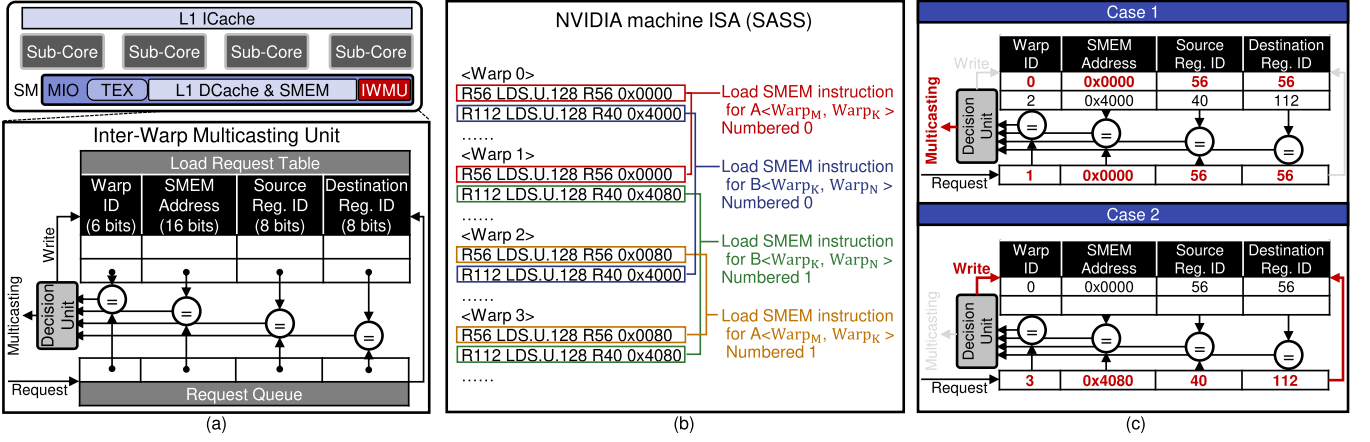 L1 ICache
Sub-Core Sub-Core Sub-Core Sub-Core
SM MIO TEX L1 DCache & SMEM IWMU
Inter-Warp Multicasting Unit
Load Request Table
Warp ID (6 bits)
SMEM Address (16 bits)
Source Reg. ID (8 bits)
Destination Reg. ID (8 bits)
Write
Multicasting
Decision Unit
= = = =
Request
Request Queue
(a)
NVIDIA machine ISA (SASS)
<Warp 0>
R56 LDS.U.128 R56 0x0000
R112 LDS.U.128 R40 0x4000
......
<Warp 1>
R56 LDS.U.128 R56 0x0000
R112 LDS.U.128 R40 0x4080
......
<Warp 2>
R56 LDS.U.128 R56 0x0080
R112 LDS.U.128 R40 0x4000
......
<Warp 3>
R56 LDS.U.128 R56 0x0080
R112 LDS.U.128 R40 0x4080
......
Load SMEM instruction
for A<Warp_M, Warp_K>
Numbered 0
Load SMEM instruction
for B<Warp_K, Warp_N>
Numbered 0
Load SMEM instruction
for B<Warp_K, Warp_N>
Numbered 1
Load SMEM instruction
for A<Warp_M, Warp_K>
Numbered 1
(b)
Case 1
Warp ID
SMEM Address
Source Reg. ID
Destination Reg. ID
Write
0 0x0000 56 56
2 0x4000 40 112
Multicasting
Decision Unit
= = = =
Request
1 0x0000 56 56
Case 2
Warp ID
SMEM Address
Source Reg. ID
Destination Reg. ID
Write
0 0x0000 56 56
Multicasting
Decision Unit
= = = =
Request
3 0x4080 40 112
(c)